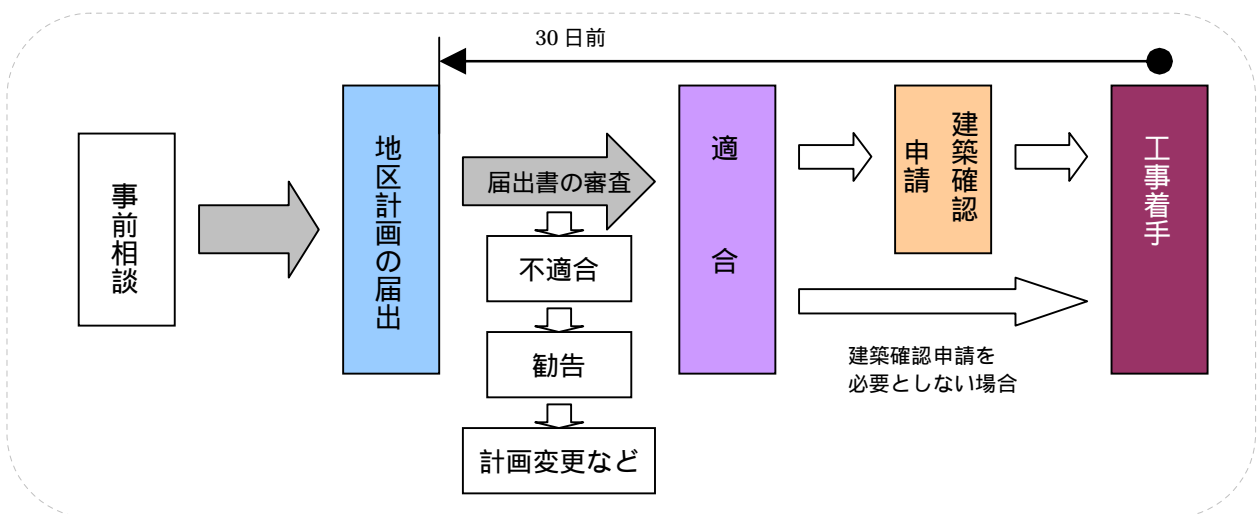 30 日前
事前相談
地区計画の届出
届出書の審査
不適合
勧告
計画変更など
適合
建築確認
申請
建築確認申請を
必要としない場合
工事着手